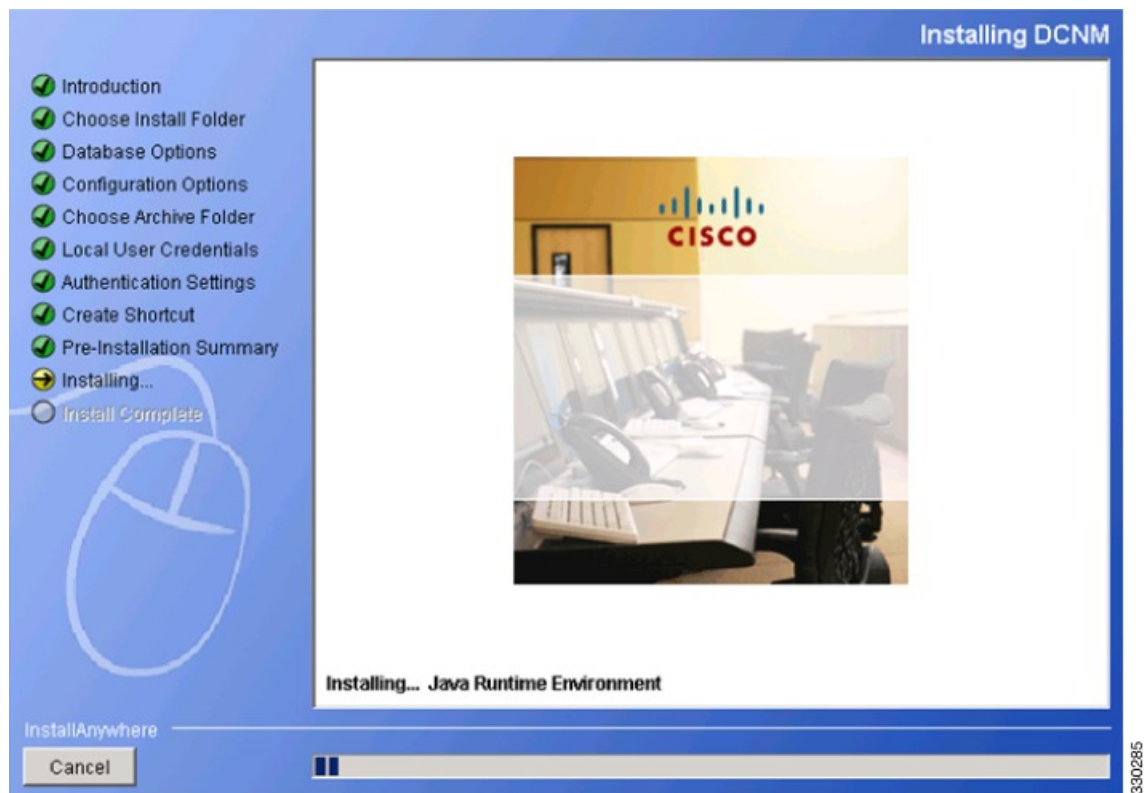 Installing DCNM
Introduction
Choose Install Folder
Database Options
Configuration Options
Choose Archive Folder
Local User Credentials
Authentication Settings
Create Shortcut
Pre-Installation Summary
Installing...
Install Complete
CISCO
Installing... Java Runtime Environment
InstallAnywhere
Cancel
330285